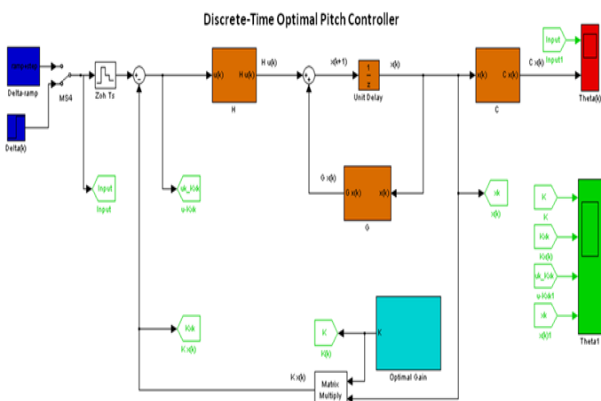 Discrete-Time Optimal Pitch Controller
Delta-ramp
MS4
Zoh Ts
u(k)
H u(k)
H
H u(k)
x(k+1)
1
z
Unit Delay
x(k)
x(k)
C x(k)
C
C x(k)
Input
Input1
Theta(k)
Delta(k)
Input
Input
uk_Kxk
u-Kxk
G x(k)
G x(k)
x(k)
G
xk
x(k)
K
K
Kxk
Kx(k)
uk_Kxk
u-Kxk1
xk
x(k)1
Theta1
Kxk
K x(k)
K
K(k)
K
Optimal Gain
K x(k)
Matrix
Multiply